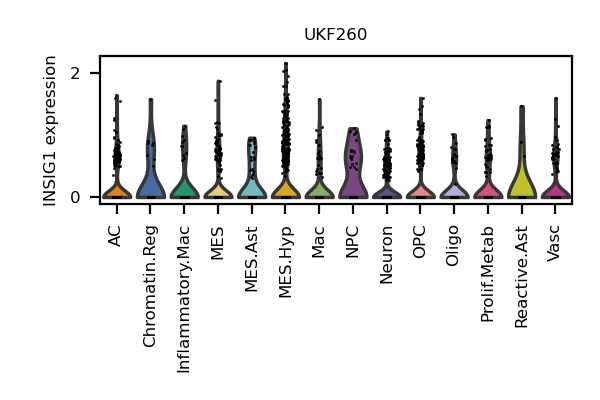 UKF260
INSIG1 expression
2
0
AC
Chromatin.Reg
Inflammatory.Mac
MES
MES.Ast
MES.Hyp
Mac
NPC
Neuron
OPC
Oligo
Prolif.Metab
Reactive.Ast
Vasc